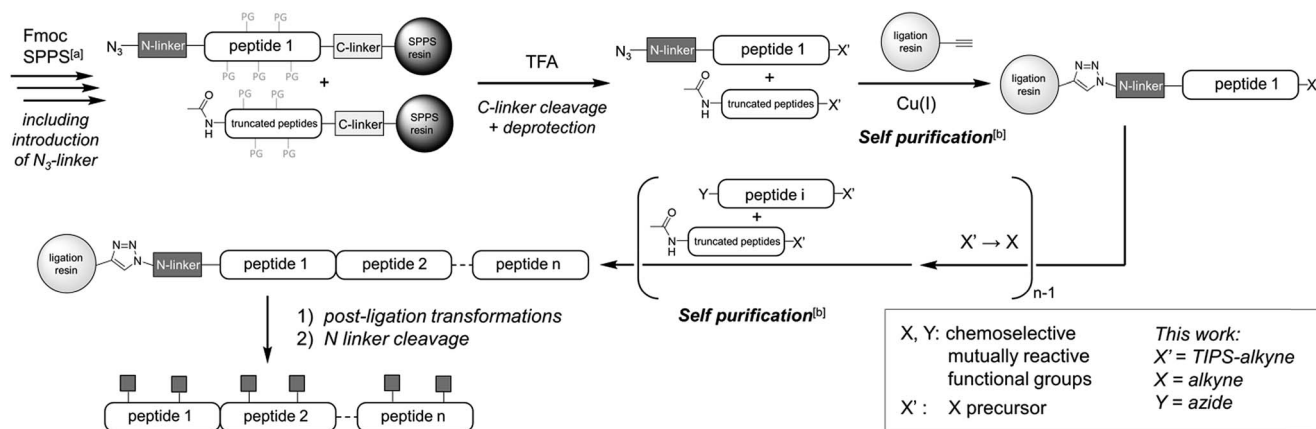 Fmoc
SPPS[a]
including
introduction
of N3-linker
PG PG
N3 N-linker peptide 1 C-linker SPPS resin
PG PG PG
+
PG PG
O
N
H
truncated peptides C-linker SPPS resin
PG PG
TFA
C-linker cleavage
+ deprotection
N3 N-linker peptide 1 X'
+
O
N
H
truncated peptides X'
ligation
resin
Cu(I)
Self purification[b]
ligation
resin
N=N
N
N-linker peptide 1 X'
Y peptide i X'
+
O
N
H
truncated peptides X'
Self purification[b]
X' → X
n-1
ligation
resin
N=N
N
N-linker peptide 1 peptide 2 peptide n
1) post-ligation transformations
2) N linker cleavage
peptide 1 peptide 2 peptide n
X, Y: chemoselective
mutually reactive
functional groups
X' : X precursor
This work:
X' = TIPS-alkyne
X = alkyne
Y = azide